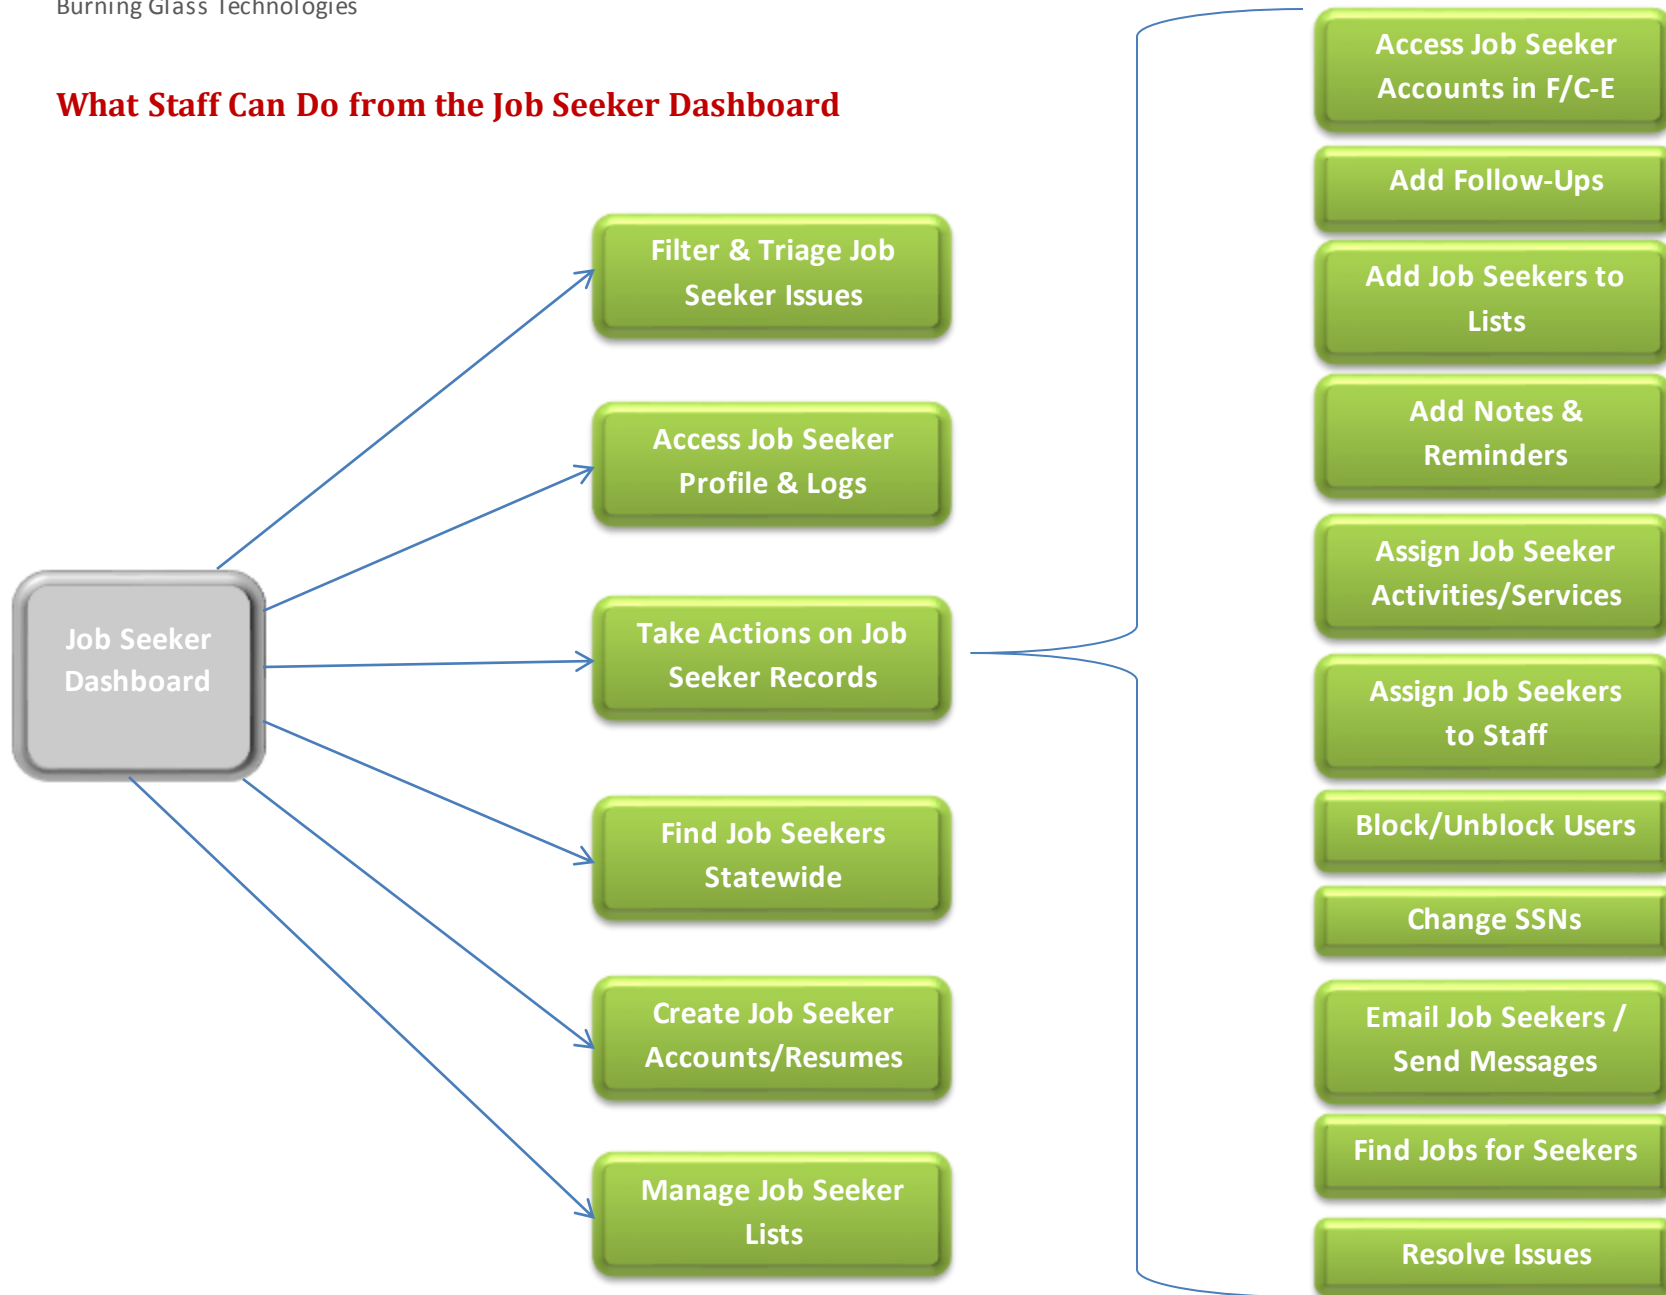 Burning Glass Technologies
What Staff Can Do from the Job Seeker Dashboard
Job Seeker
Dashboard
Filter & Triage Job
Seeker Issues
Access Job Seeker
Profile & Logs
Take Actions on Job
Seeker Records
Find Job Seekers
Statewide
Create Job Seeker
Accounts/Resumes
Manage Job Seeker
Lists
Access Job Seeker
Accounts in F/C-E
Add Follow-Ups
Add Job Seekers to
Lists
Add Notes &
Reminders
Assign Job Seeker
Activities/Services
Assign Job Seekers
to Staff
Block/Unblock Users
Change SSNs
Email Job Seekers /
Send Messages
Find Jobs for Seekers
Resolve Issues